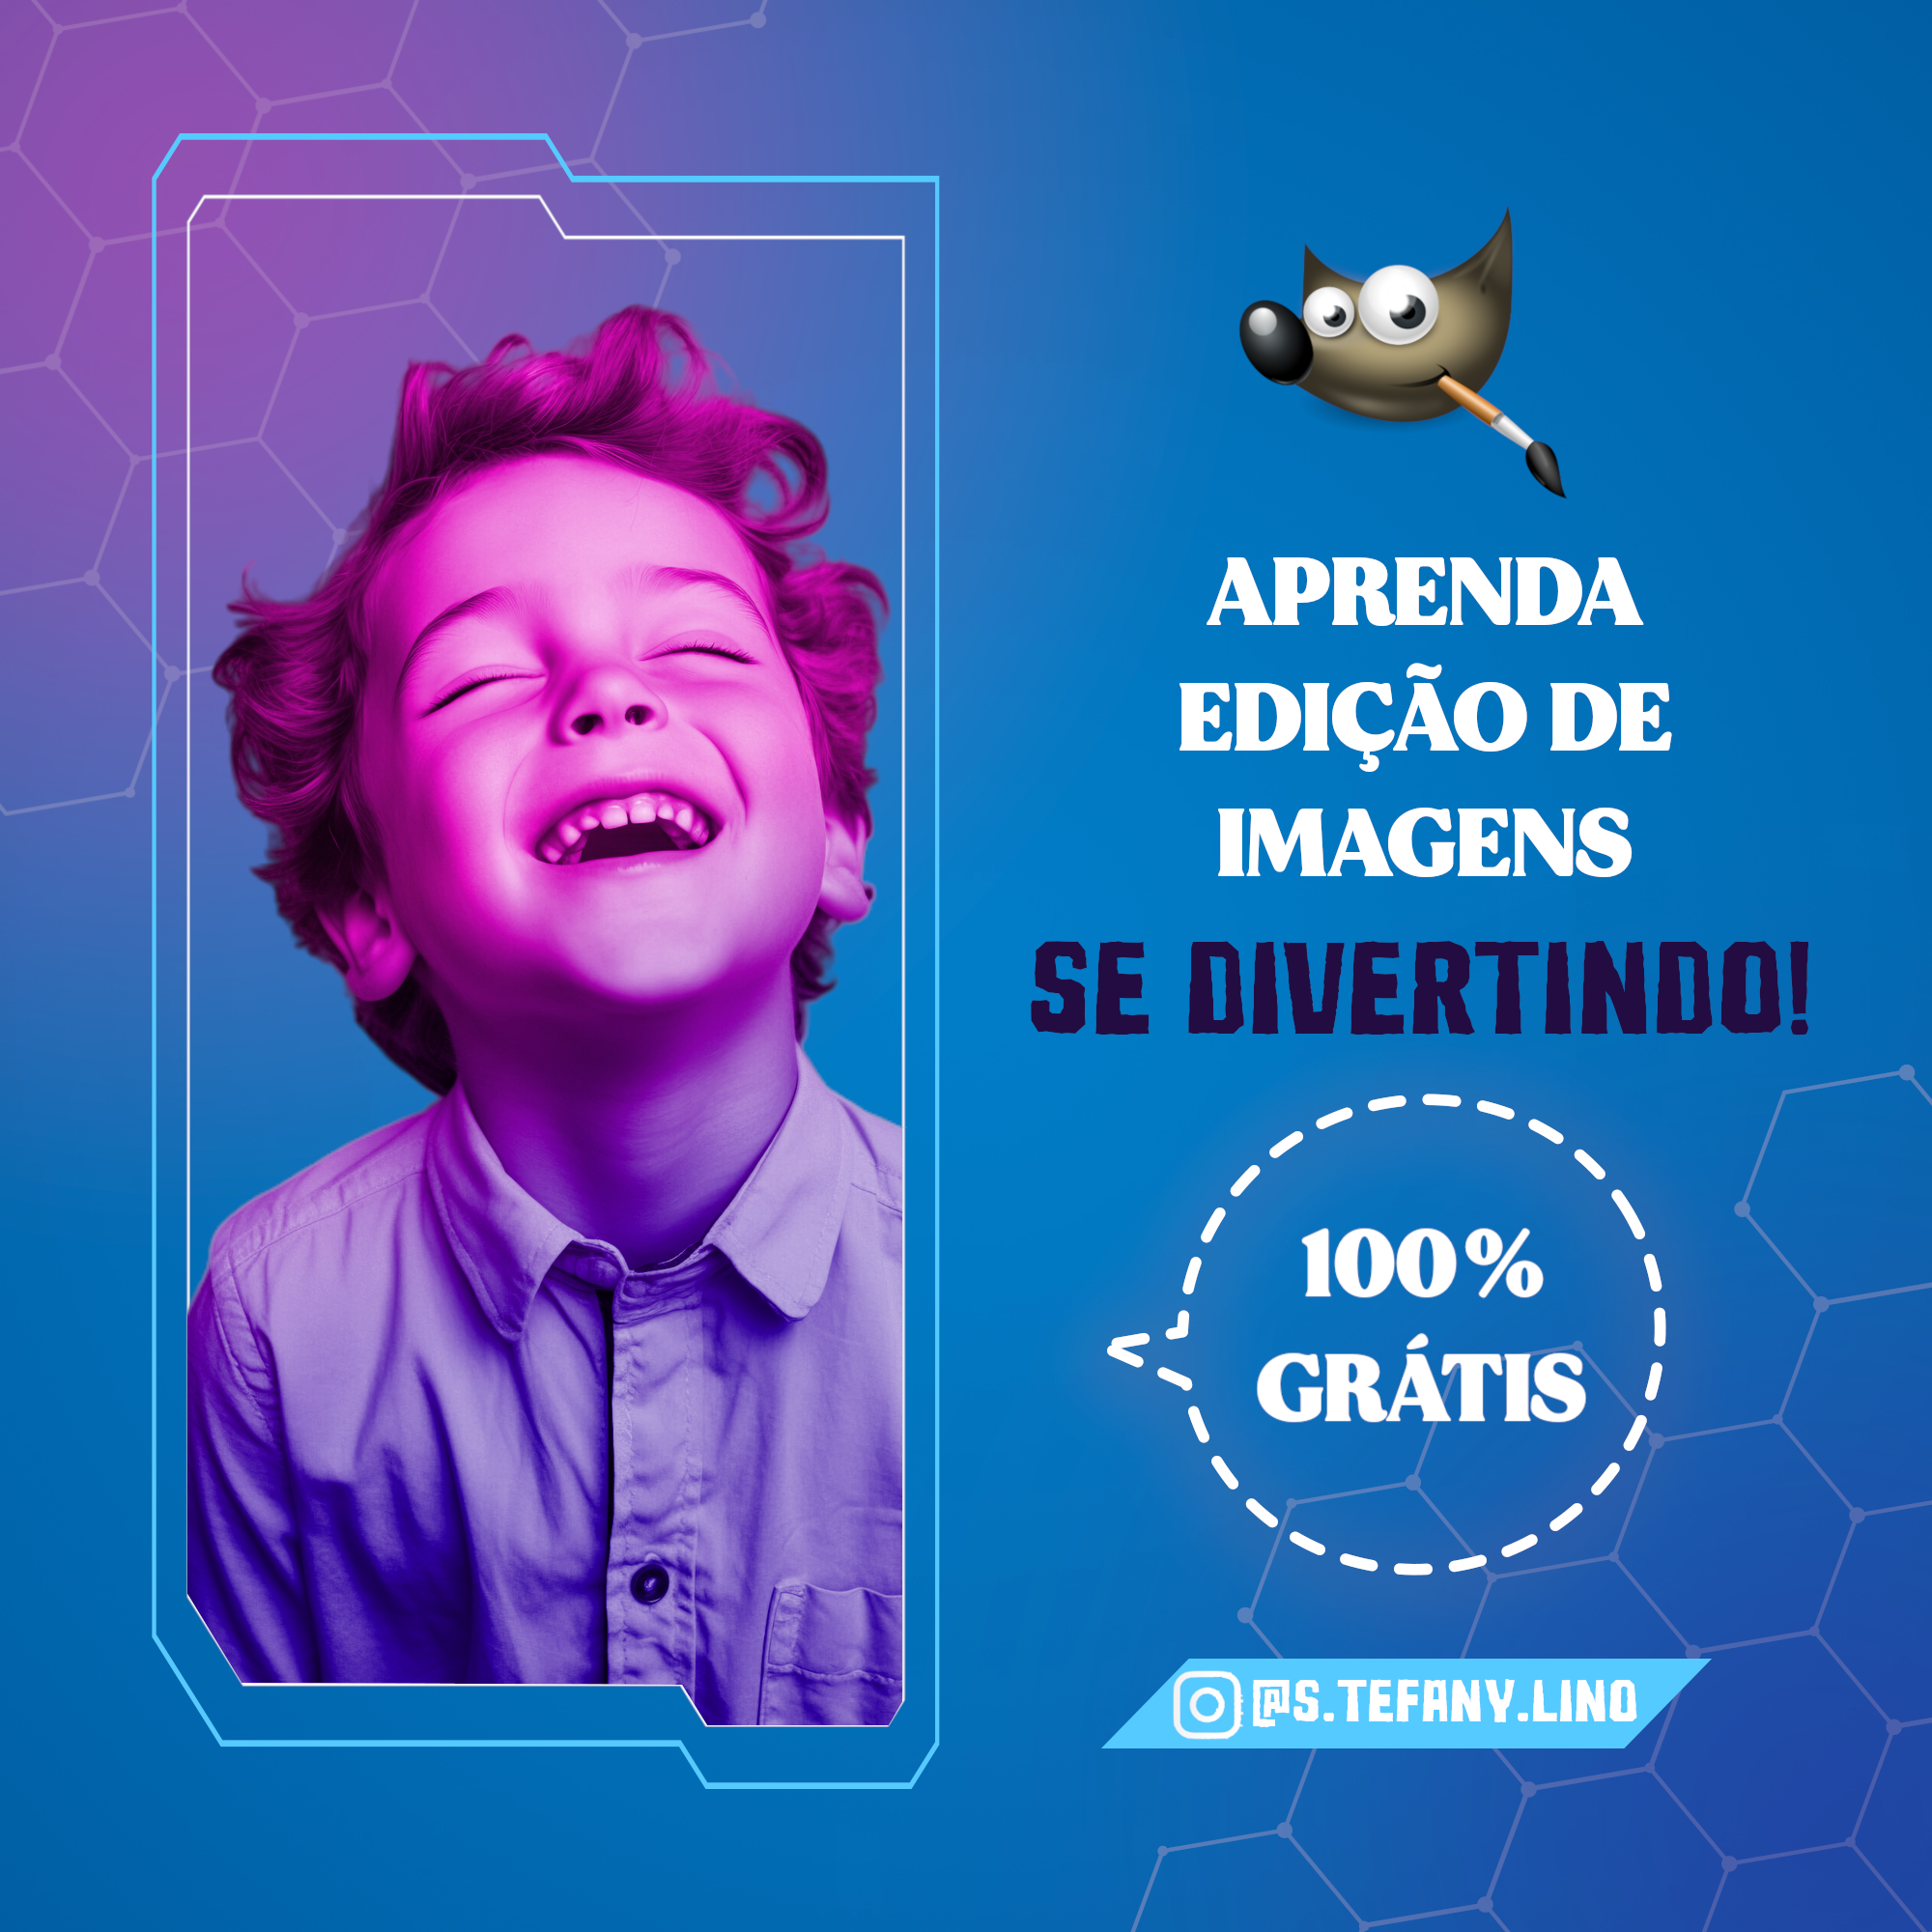 APRENDA
EDIÇÃO DE
IMAGENS
SE DIVERTINDO!
100%
GRÁTIS
@S.TEFANY.LINO